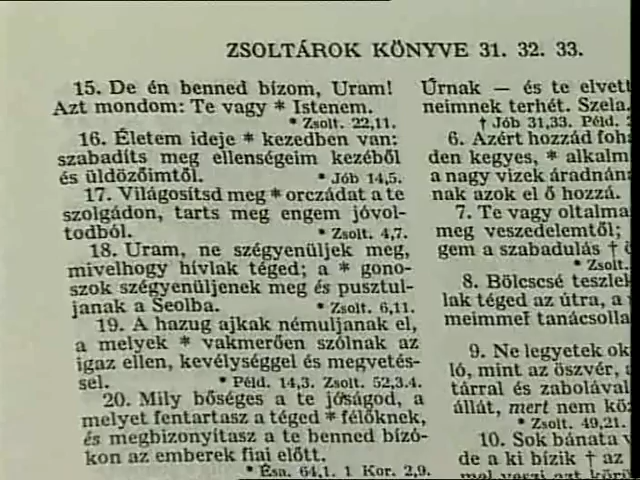 ZSOLTÁROK KÖNYVE 31. 32. 33.
15. De én benned bízom, Uram!
Azt mondom: Te vagy * Istenem.
* Zsolt. 22,11.
16. Életem ideje * kezedben van:
szabadíts meg ellenségeim kezéből
és üldözőimtől. * Jób 14,5.
17. Világosítsd meg * orczádat a te
szolgádon, tarts meg engem jóvol-
todból. * Zsolt. 4,7.
18. Uram, ne szégyenüljek meg,
mivelhogy hívlak téged; a * gono-
szok szégyenüljenek meg és pusztul-
janak a Seolba. * Zsolt. 6,11.
19. A hazug ajkak némuljanak el,
a melyek * vakmerően szólnak az
igaz ellen, kevélységgel és megvetés-
sel. * Péld. 14,3. Zsolt. 52,3.4.
20. Mily bőséges a te jóságod, a
melyet fentartasz a téged * félőknek,
és megbizonyítasz a te benned bízó-
kon az emberek fiai előtt.
* Ésa. 64,1. 1 Kor. 2,9.
Úrnak — és te elvett
neimnek terhét. Szela.
† Jób 31,33. Péld.
6. Azért hozzád foh
den kegyes, * alkalm
a nagy vizek áradnán
nak azok el ő hozzá.
7. Te vagy oltalma
meg veszedelemtől;
gem a szabadulás †
* Zsolt.
8. Bölcscsé teszlek
lak téged az útra, a
meimmel tanácsolla
9. Ne legyetek ok
ló, mint az öszvér,
tárral és zabolával
állát, mert nem kö
* Zsolt. 49,21.
10. Sok bánata
de a ki bízik † az